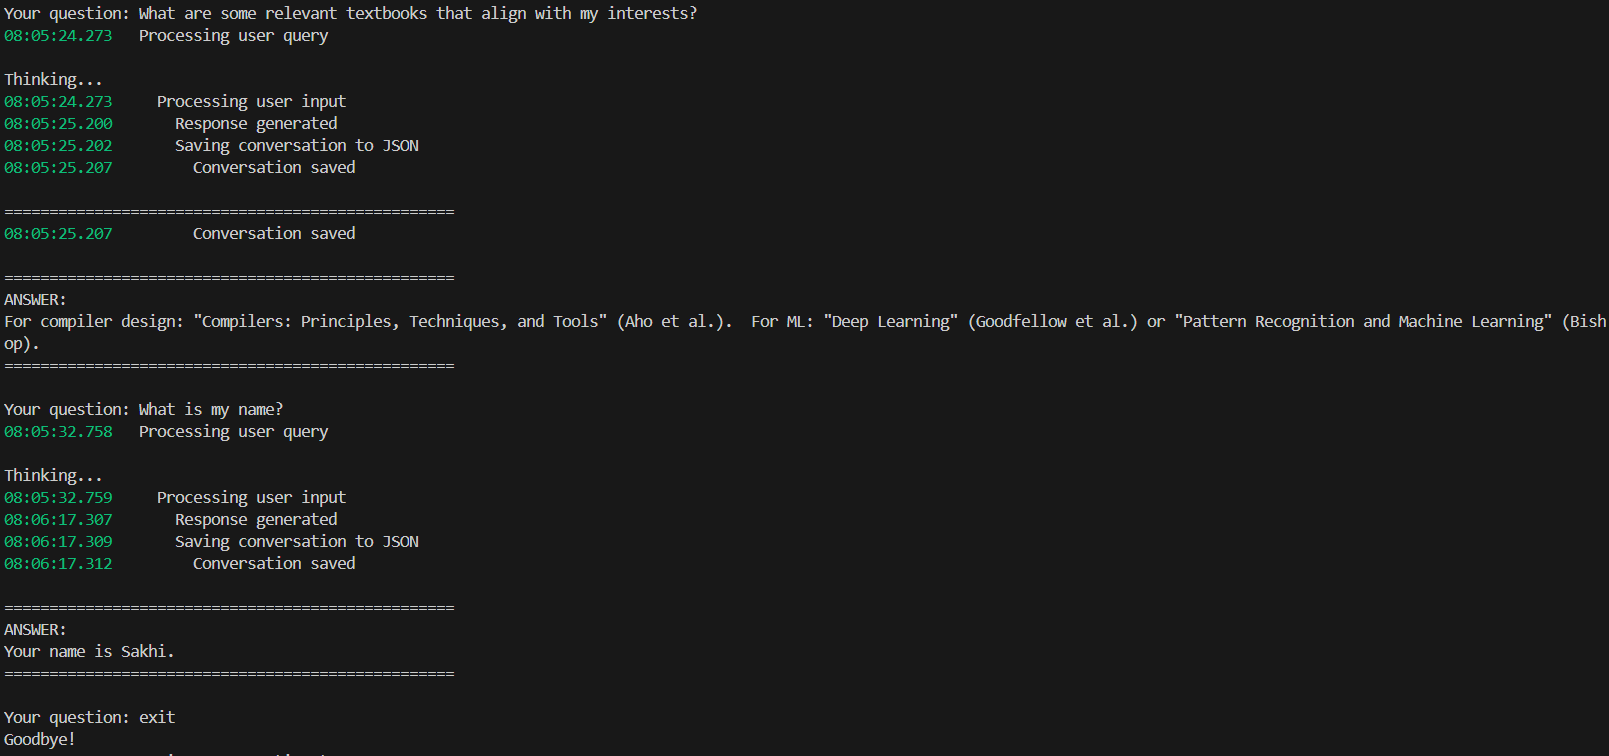 Your question: What are some relevant textbooks that align with my interests?
08:05:24.273   Processing user query
Thinking...
08:05:24.273     Processing user input
08:05:25.200       Response generated
08:05:25.202       Saving conversation to JSON
08:05:25.207         Conversation saved
==================================================
08:05:25.207         Conversation saved
==================================================
ANSWER:
For compiler design: "Compilers: Principles, Techniques, and Tools" (Aho et al.).  For ML: "Deep Learning" (Goodfellow et al.) or "Pattern Recognition and Machine Learning" (Bish
op).
==================================================
Your question: What is my name?
08:05:32.758   Processing user query
Thinking...
08:05:32.759     Processing user input
08:06:17.307       Response generated
08:06:17.309       Saving conversation to JSON
08:06:17.312         Conversation saved
==================================================
ANSWER:
Your name is Sakhi.
==================================================
Your question: exit
Goodbye!